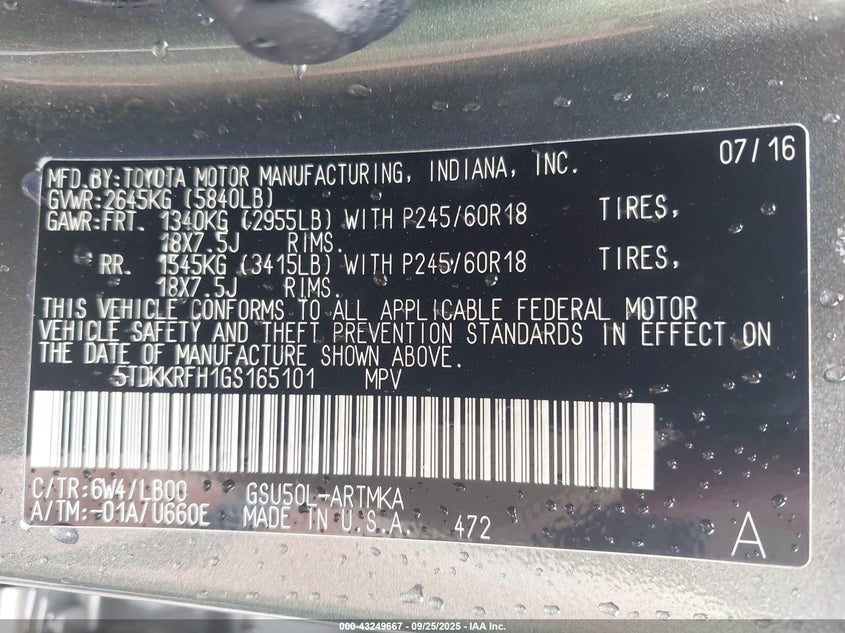 07/16
MFD.BY:TOYOTA MOTOR MANUFACTURING, INDIANA, INC.
GVWR:2645KG (5840LB)
GAWR:FRT. 1340KG (2955LB) WITH P245/60R18 TIRES,
18X7.5J RIMS.
RR. 1545KG (3415LB) WITH P245/60R18 TIRES,
18X7.5J RIMS.
THIS VEHICLE CONFORMS TO ALL APPLICABLE FEDERAL MOTOR
VEHICLE SAFETY AND THEFT PREVENTION STANDARDS IN EFFECT ON
THE DATE OF MANUFACTURE SHOWN ABOVE.
5TDKKRFH1GS165101 MPV
C/TR:6W4/LB00 GSU50L-ARTMKA
A/TM:-01A/U660E MADE IN U.S.A. 472
A
000-43249667 - 09/25/2025 - IAA Inc.